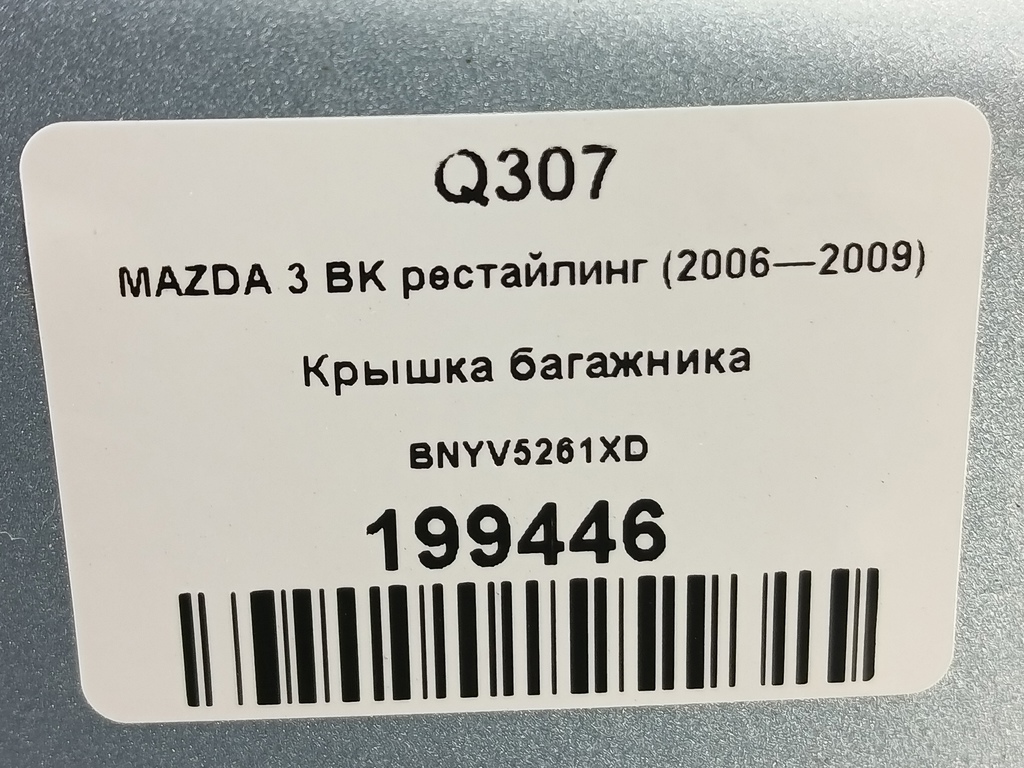 Q307
MAZDA 3 BK рестайлинг (2006—2009)
Крышка багажника
BNYV5261XD
199446